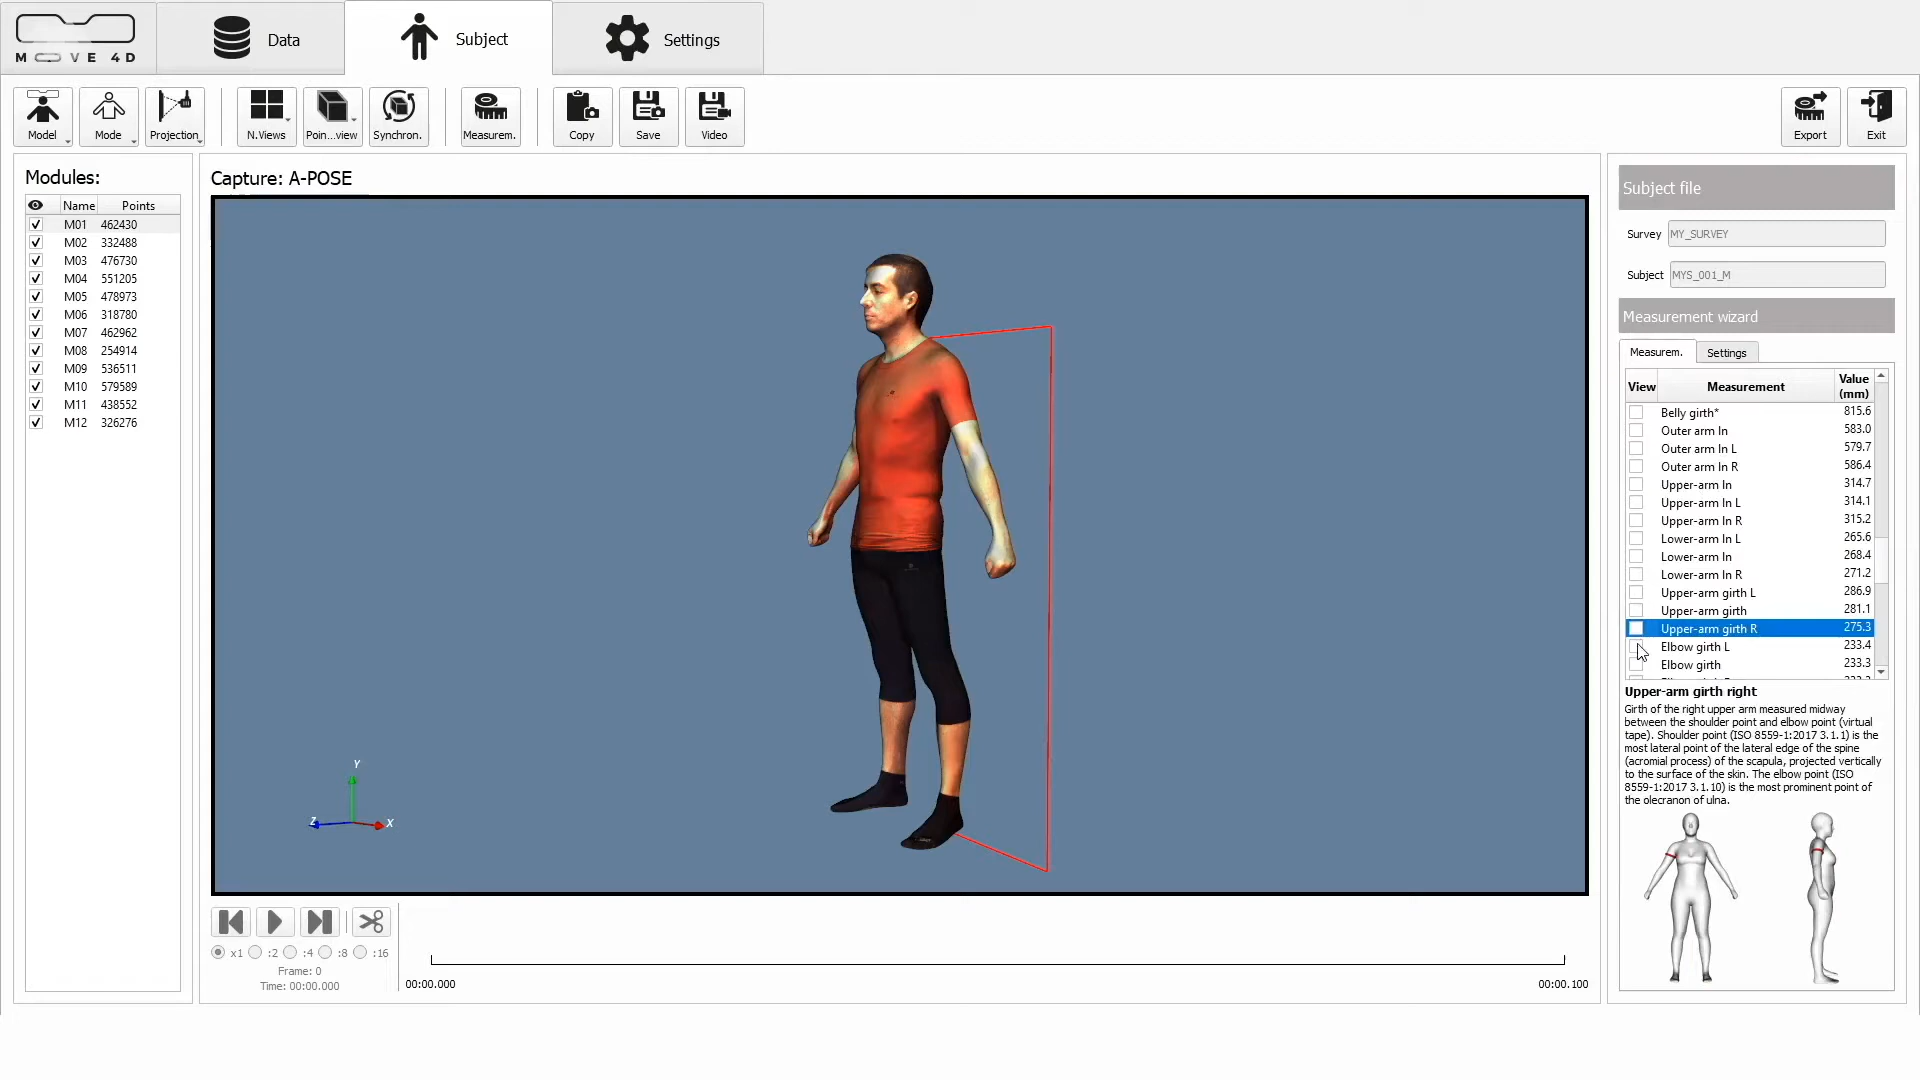 MOVE 4D
Data
Subject
Settings
Model
Mode
Projection
N.Views
Poin...view
Synchron.
Measurem.
Copy
Save
Video
Export
Exit
Modules:
Name Points
M01 462430
M02 332488
M03 476730
M04 551205
M05 478973
M06 318780
M07 462962
M08 254914
M09 536511
M10 579589
M11 438552
M12 326276
Capture: A-POSE
Y
Z
X
x1 :2 :4 :8 :16
Frame: 0
Time: 00:00.000
00:00.000
00:00.100
Subject file
Survey MY_SURVEY
Subject MYS_001_M
Measurement wizard
Measurem. Settings
View Measurement Value (mm)
Belly girth* 815.6
Outer arm ln 583.0
Outer arm ln L 579.7
Outer arm ln R 586.4
Upper-arm ln 314.7
Upper-arm ln L 314.1
Upper-arm ln R 315.2
Lower-arm ln L 265.6
Lower-arm ln 268.4
Lower-arm ln R 271.2
Upper-arm girth L 286.9
Upper-arm girth 281.1
Upper-arm girth R 275.3
Elbow girth L 233.4
Elbow girth 233.3
Upper-arm girth right
Girth of the right upper arm measured midway
between the shoulder point and elbow point (virtual
tape). Shoulder point (ISO 8559-1:2017 3.1.1) is the
most lateral point of the lateral edge of the spine
(acromial process) of the scapula, projected vertically
to the surface of the skin. The elbow point (ISO
8559-1:2017 3.1.10) is the most prominent point of
the olecranon of ulna.